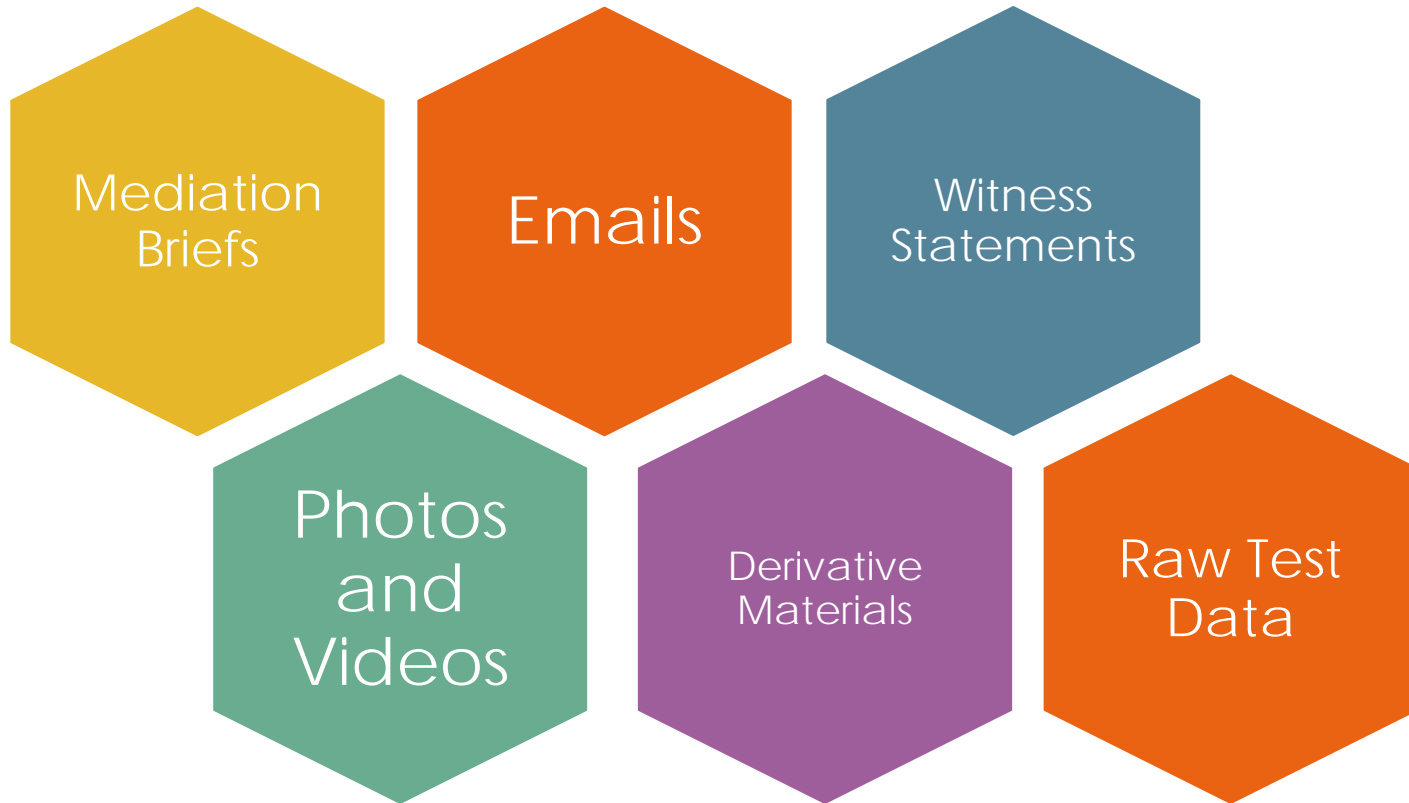 Mediation
Briefs
Emails
Witness
Statements
Photos
and
Videos
Derivative
Materials
Raw Test
Data